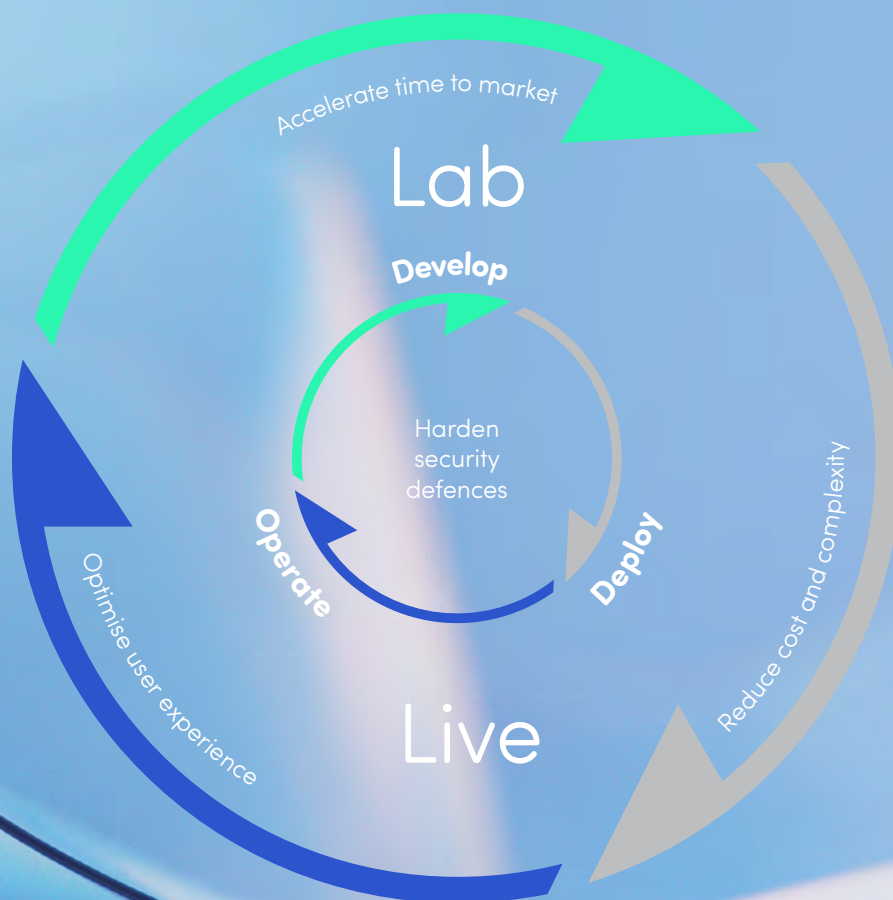 Accelerate time to market
Lab
Develop
Harden
security
defences
Operate
Deploy
Optimise user experience
Reduce cost and complexity
Live